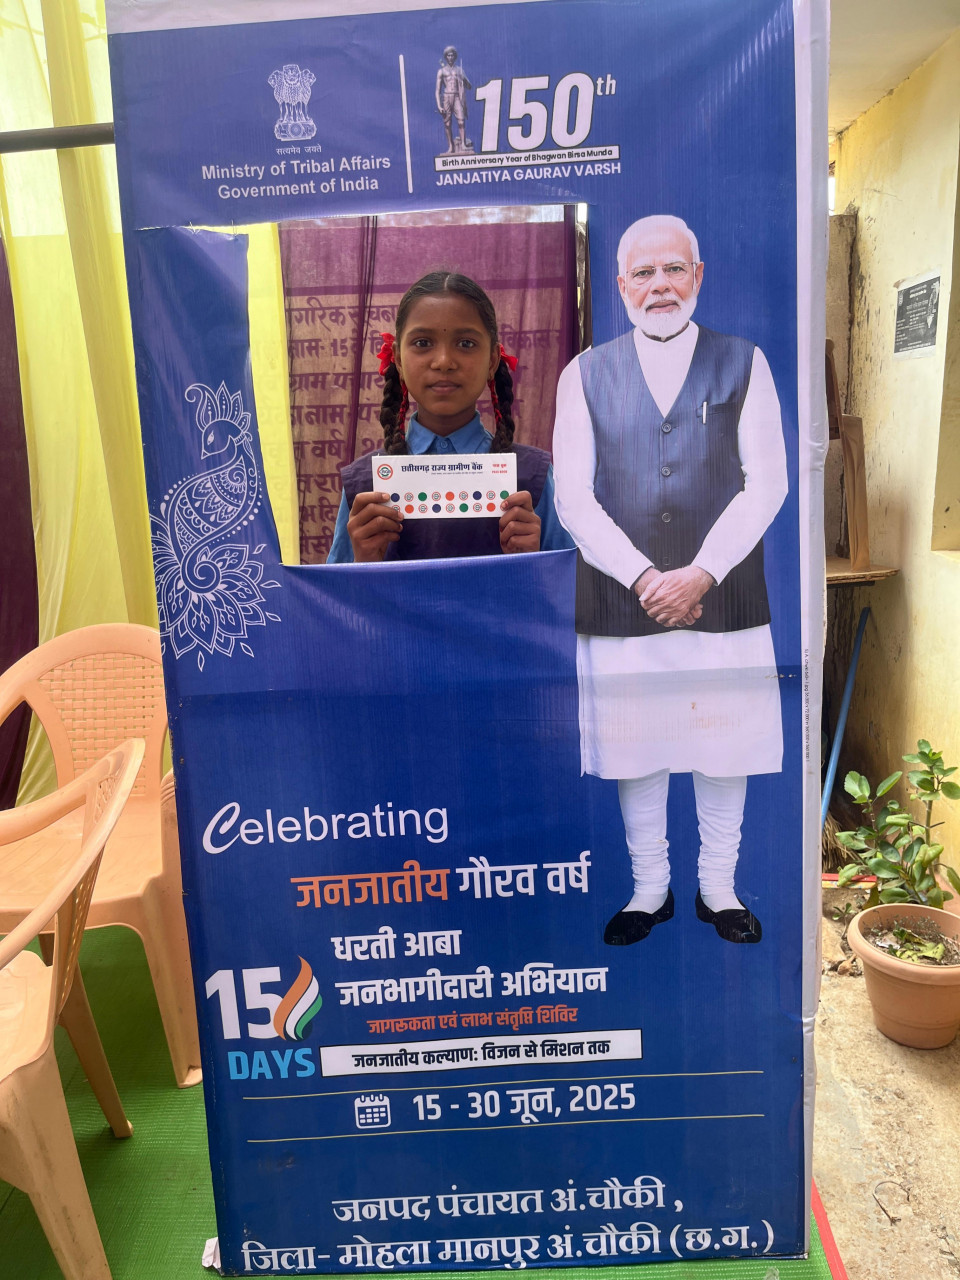 सत्यमेव जयते
Ministry of Tribal Affairs
Government of India
150th
Birth Anniversary Year of Bhagwan Birsa Munda
JANJATIYA GAURAV VARSH
विकास
ग्राम पंचा
छत्तीसगढ़ राज्य ग्रामीण बैंक
Celebrating
जनजातीय गौरव वर्ष
धरती आबा
जनभागीदारी अभियान
जागरूकता एवं लाभ संतृप्ति शिविर
15 DAYS
जनजातीय कल्याण: विजन से मिशन तक
15 - 30 जून, 2025
जनपद पंचायत अं.चौकी ,
जिला- मोहला मानपुर अं.चौकी (छ.ग.)